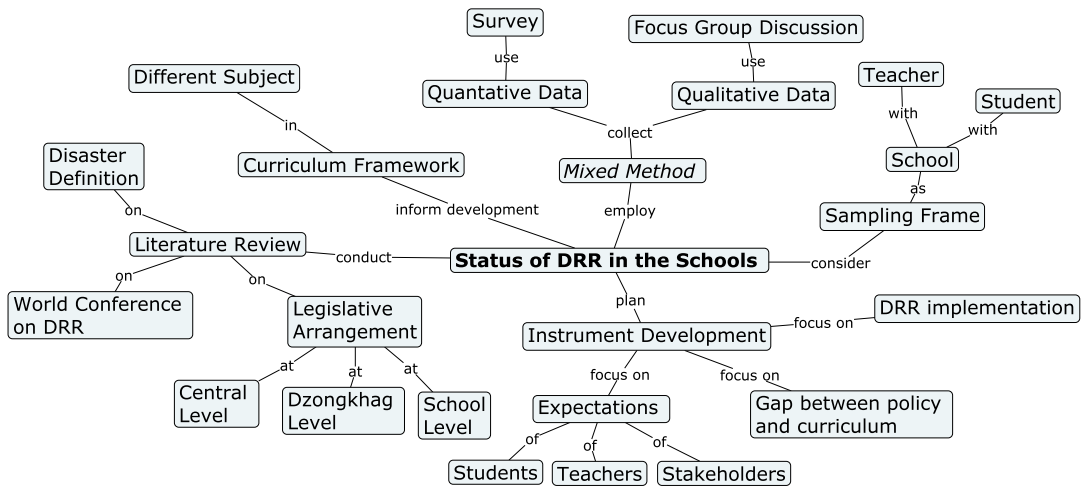 Survey
Focus Group Discussion
use
use
Different Subject
Teacher
Quantative Data
Qualitative Data
Student
in
with
with
collect
Disaster
Definition
Curriculum Framework
Mixed Method
School
as
on
inform development
employ
Sampling Frame
Literature Review
conduct
Status of DRR in the Schools
consider
on
on
World Conference
on DRR
Legislative
Arrangement
plan
DRR implementation
focus on
Instrument Development
at
at
at
focus on
focus on
Central
Level
Dzongkhag
Level
School
Level
Expectations
Gap between policy
and curriculum
of
of
of
Students
Teachers
Stakeholders